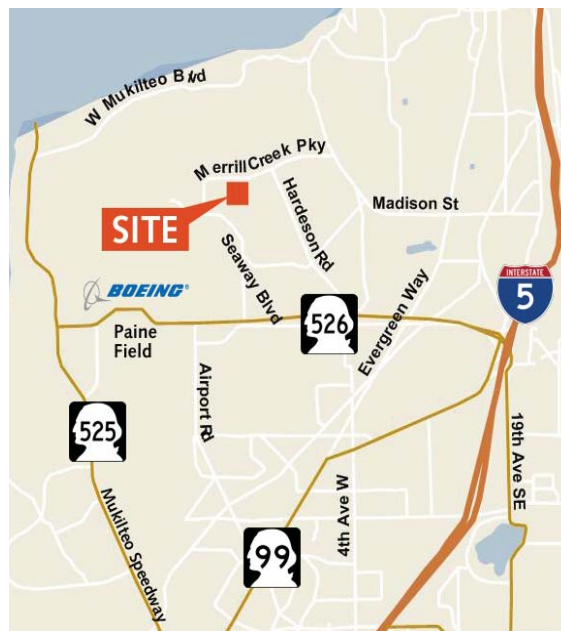 W Mukilteo Blvd
Merrill Creek Pky
Hardeson Rd
Madison St
SITE
Seaway Blvd
BOEING®
INTERSTATE
5
526
Evergreen Way
Paine
Field
Airport Rd
525
19th Ave SE
4th Ave W
Mukilteo Speedway
99